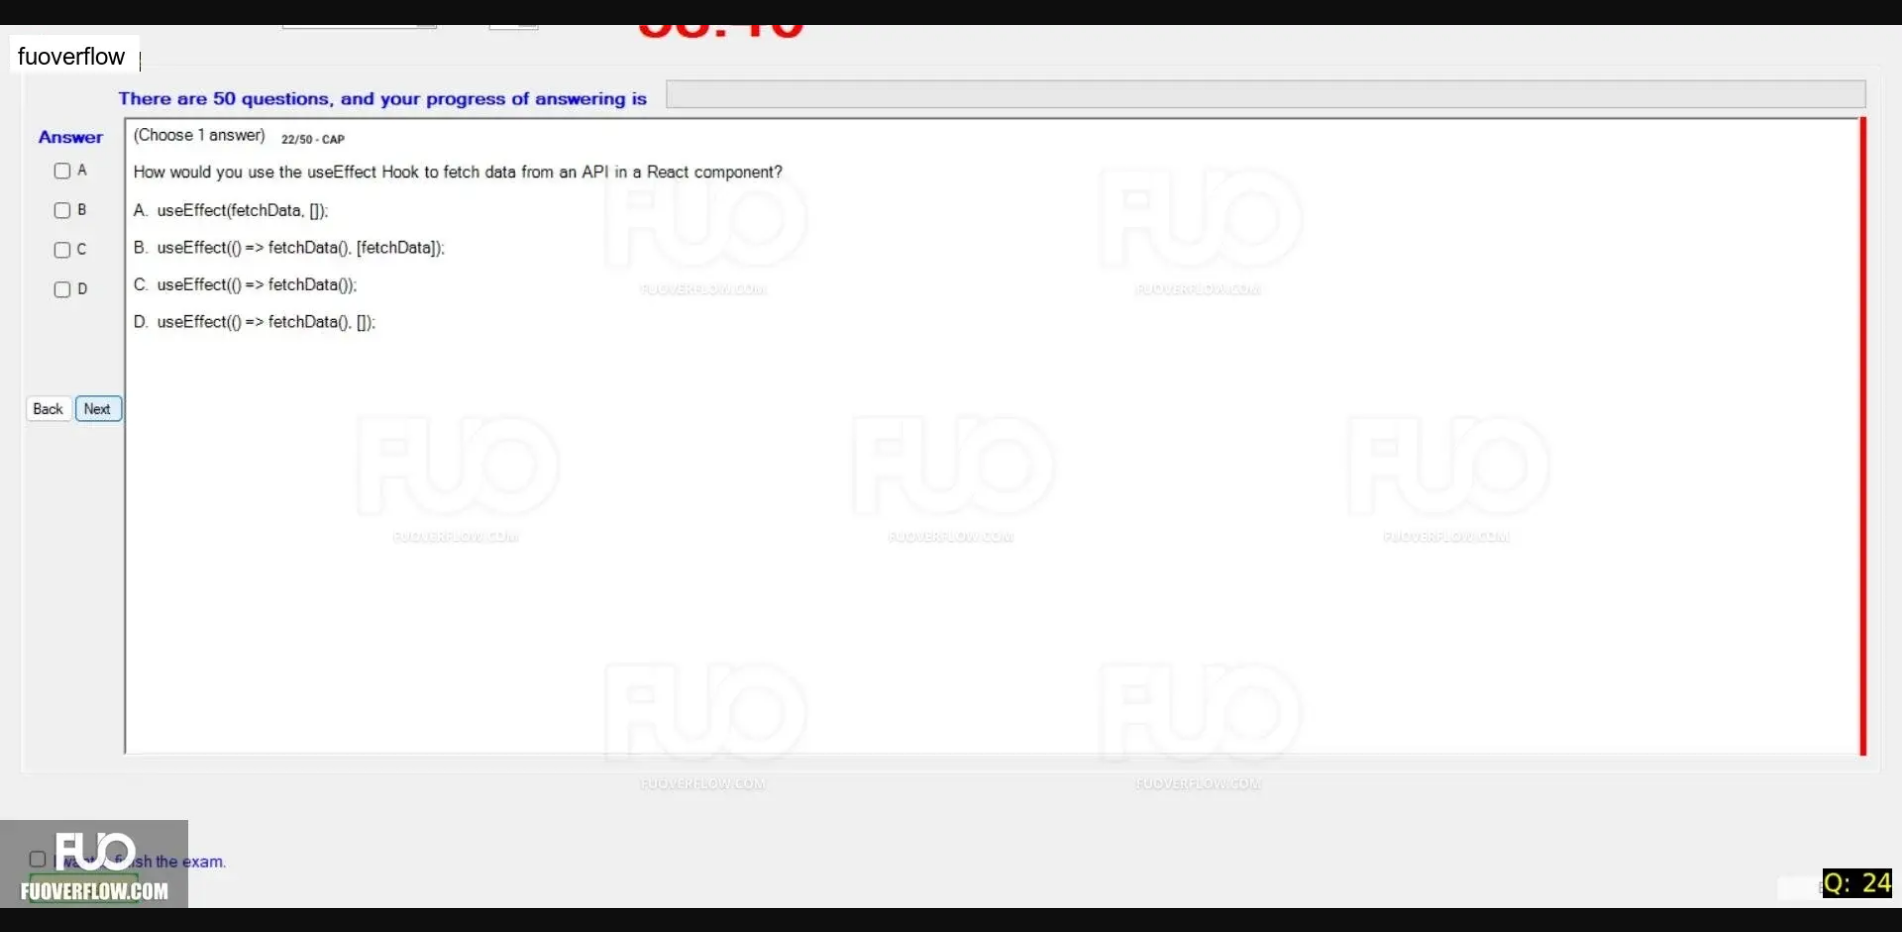 fuoverflow
There are 50 questions, and your progress of answering is
Answer
(Choose 1 answer) 22/50 - CAP
A
How would you use the useEffect Hook to fetch data from an API in a React component?
B
A. useEffect(fetchData, []);
C
B. useEffect(() => fetchData(), [fetchData]);
D
C. useEffect(() => fetchData());
D. useEffect(() => fetchData(), []);
Back Next
FUO
FUOVERFLOW.COM
FUO
FUOVERFLOW.COM
FUO
FUOVERFLOW.COM
FUO
FUOVERFLOW.COM
FUO
FUOVERFLOW.COM
FUO
FUOVERFLOW.COM
FUO
FUOVERFLOW.COM
FUO
I want finish the exam.
FUOVERFLOW.COM
Q: 24